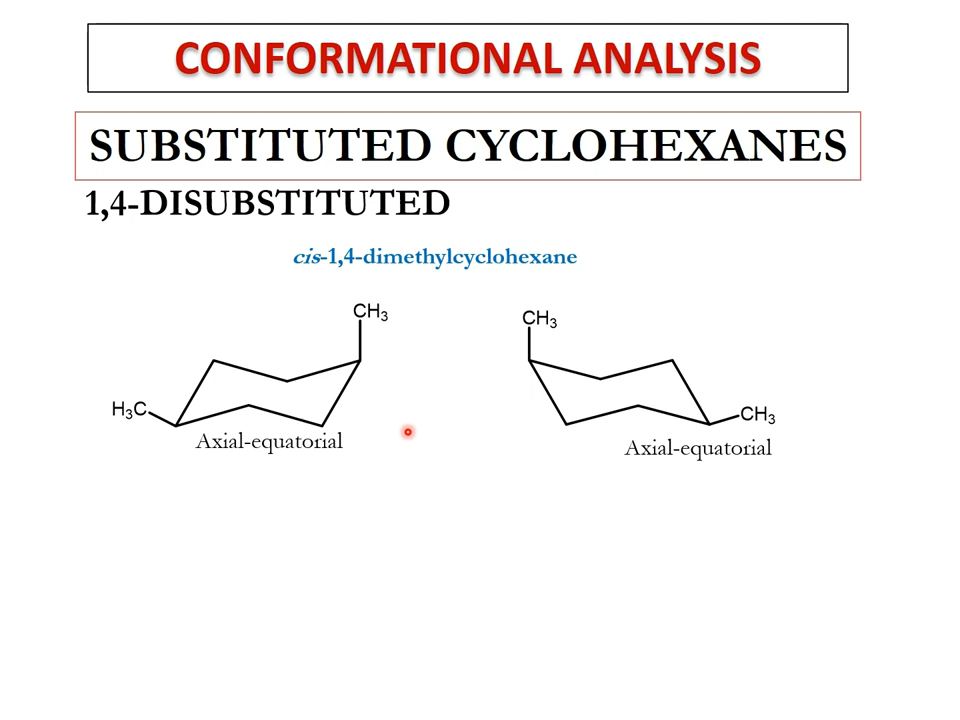 CONFORMATIONAL ANALYSIS
SUBSTITUTED CYCLOHEXANES
1,4-DISUBSTITUTED
cis-1,4-dimethylcyclohexane
CH3
CH3
H3C
CH3
Axial-equatorial
Axial-equatorial